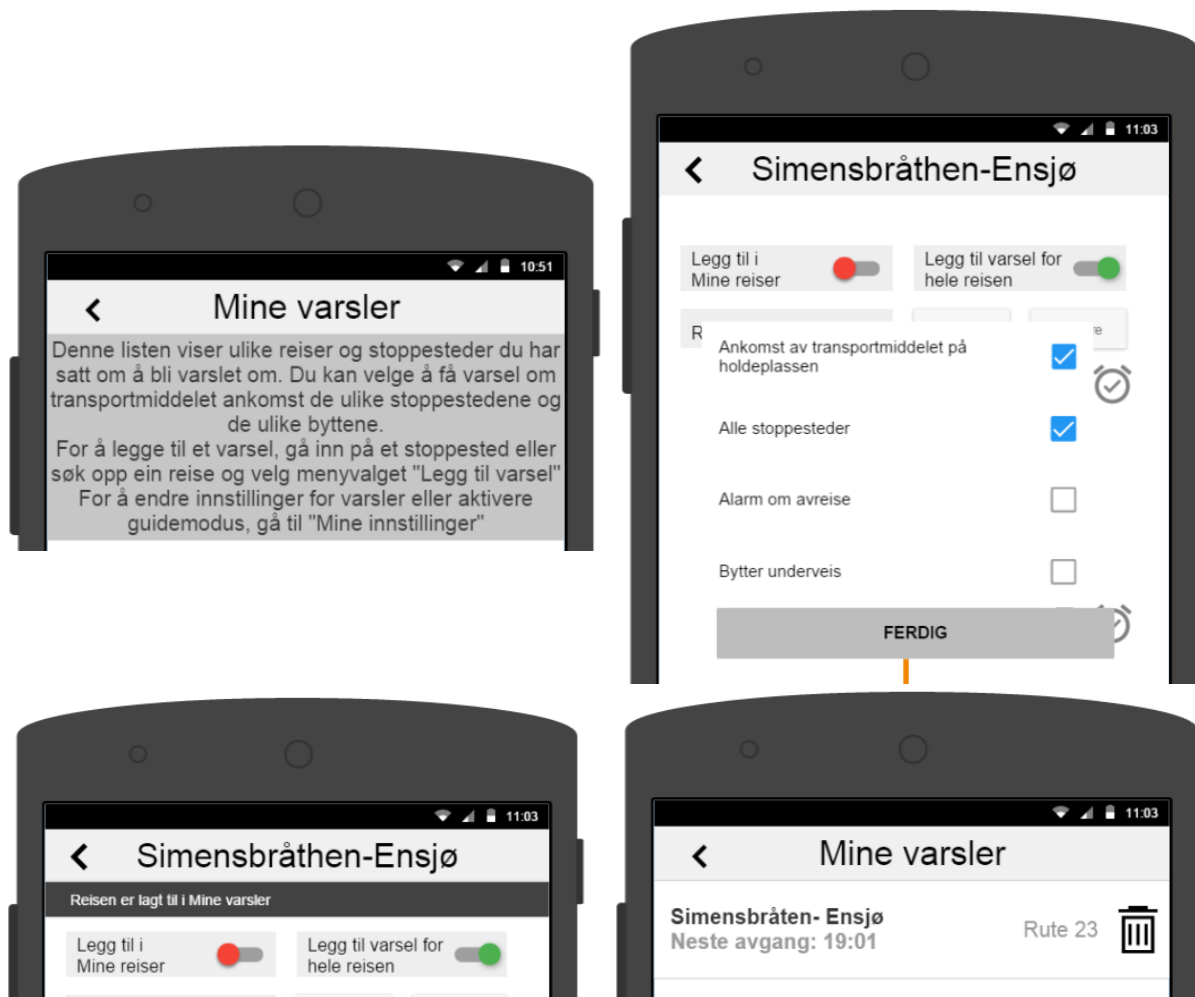 10:51
Mine varsler
Denne listen viser ulike reiser og stoppesteder du har
satt om å bli varslet om. Du kan velge å få varsel om
transportmiddelet ankomst de ulike stoppestedene og
de ulike byttene.
For å legge til et varsel, gå inn på et stoppested eller
søk opp ein reise og velg menyvalget "Legg til varsel"
For å endre innstillinger for varsler eller aktivere
guidemodus, gå til "Mine innstillinger"
11:03
Simensbråthen-Ensjø
Legg til i
Mine reiser
Legg til varsel for
hele reisen
Ankomst av transportmiddelet på
holdeplassen
Alle stoppesteder
Alarm om avreise
Bytter underveis
FERDIG
11:03
Simensbråthen-Ensjø
Reisen er lagt til i Mine varsler
Legg til i
Mine reiser
Legg til varsel for
hele reisen
11:03
Mine varsler
Simensbråten- Ensjø
Neste avgang: 19:01
Rute 23